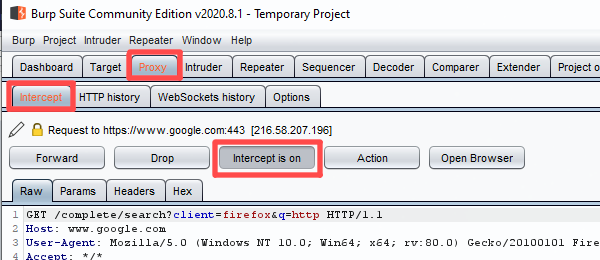 Burp Suite Community Edition v2020.8.1 - Temporary Project
Burp Project Intruder Repeater Window Help
Dashboard Target Proxy Intruder Repeater Sequencer Decoder Comparer Extender Project o
Intercept HTTP history WebSockets history Options
Request to https://www.google.com:443 [216.58.207.196]
Forward Drop Intercept is on Action Open Browser
Raw Params Headers Hex
1 GET /complete/search?client=firefox&q=http HTTP/1.1
2 Host: www.google.com
3 User-Agent: Mozilla/5.0 (Windows NT 10.0; Win64; x64; rv:80.0) Gecko/20100101 Fire
4 Accept: */*